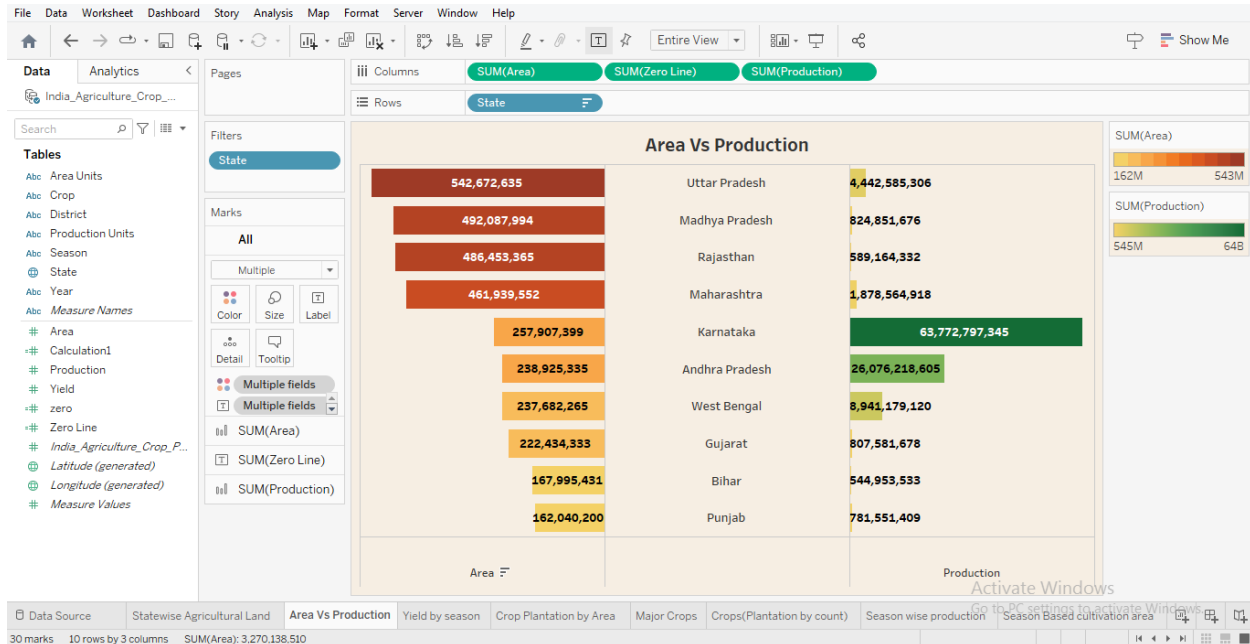 File Data Worksheet Dashboard Story Analysis Map Format Server Window Help
Entire View
Show Me
Data Analytics
India_Agriculture_Crop_...
Search
Tables
Abc Area Units
Abc Crop
Abc District
Abc Production Units
Abc Season
State
Abc Year
Abc Measure Names
# Area
=# Calculation1
# Production
# Yield
=# zero
=# Zero Line
# India_Agriculture_Crop_P...
Latitude (generated)
Longitude (generated)
# Measure Values
Pages
Filters
State
Marks
All
Multiple
Color Size Label
Detail Tooltip
Multiple fields
Multiple fields
SUM(Area)
SUM(Zero Line)
SUM(Production)
Columns SUM(Area) SUM(Zero Line) SUM(Production)
Rows State
Area Vs Production
542,672,635 Uttar Pradesh 4,442,585,306
492,087,994 Madhya Pradesh 824,851,676
486,453,365 Rajasthan 589,164,332
461,939,552 Maharashtra 1,878,564,918
257,907,399 Karnataka 63,772,797,345
238,925,335 Andhra Pradesh 26,076,218,605
237,682,265 West Bengal 8,941,179,120
222,434,333 Gujarat 807,581,678
167,995,431 Bihar 544,953,533
162,040,200 Punjab 781,551,409
Area Production
SUM(Area)
162M 543M
SUM(Production)
545M 64B
Activate Windows
Go to PC settings to activate Windows.
Data Source Statewise Agricultural Land Area Vs Production Yield by season Crop Plantation by Area Major Crops Crops(Plantation by count) Season wise production Season Based cultivation area
30 marks 10 rows by 3 columns SUM(Area): 3,270,138,510